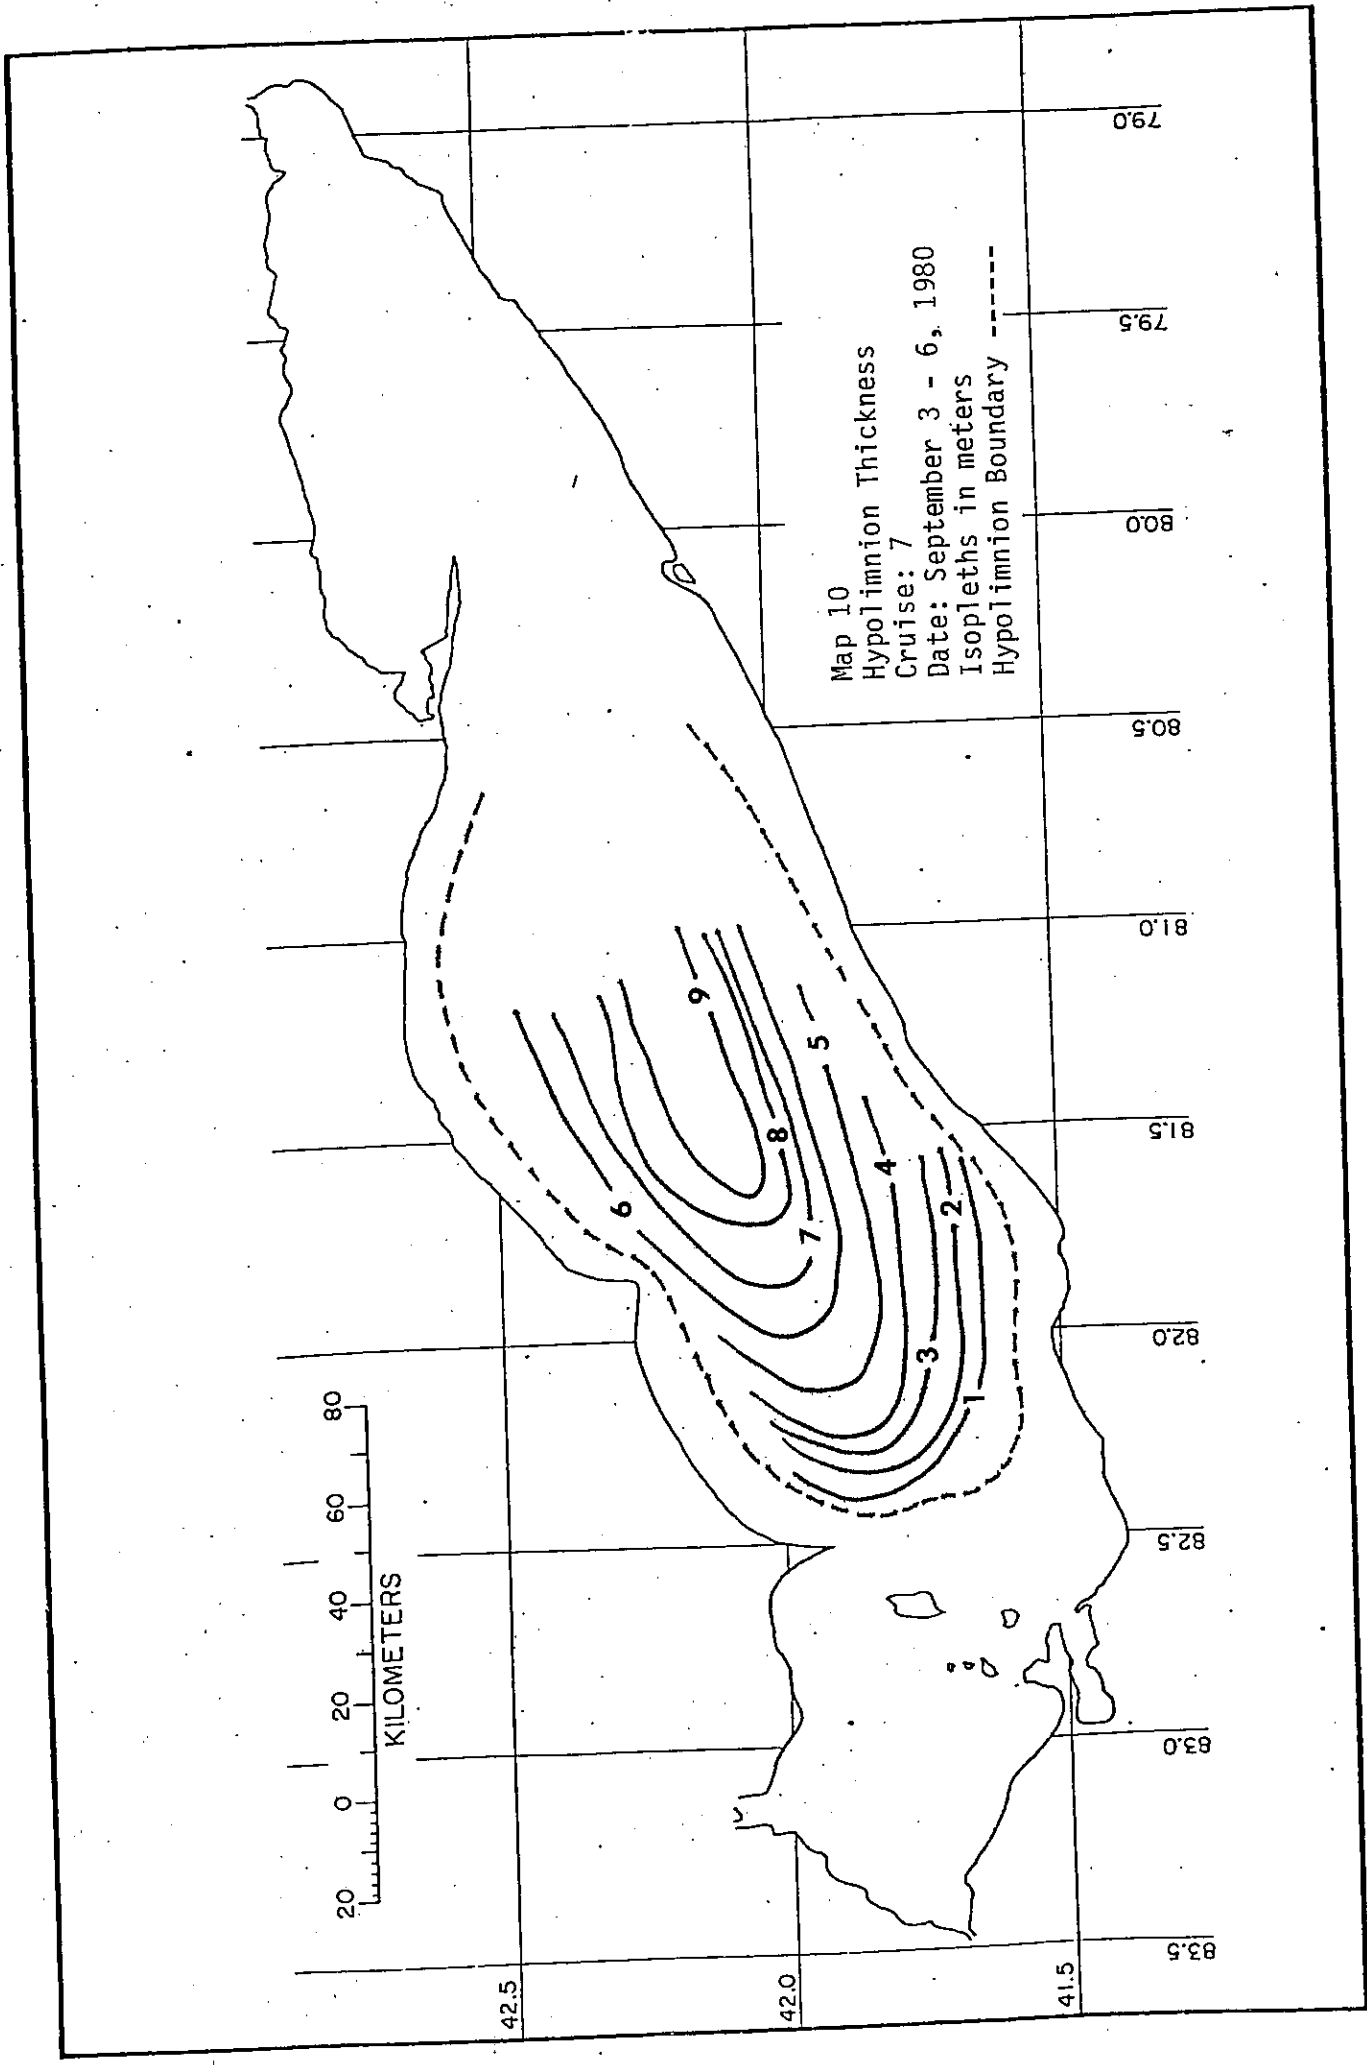 Map 10
Hypolimnion Thickness
Cruise: 7
Date: September 3 - 6, 1980
Isopleths in meters
Hypolimnion Boundary ------
20 0 20 40 60 80
KILOMETERS
42.5
42.0
41.5
83.5
83.0
82.5
82.0
81.5
81.0
80.5
80.0
79.5
79.0
1
2
3
4
5
6
7
8
9